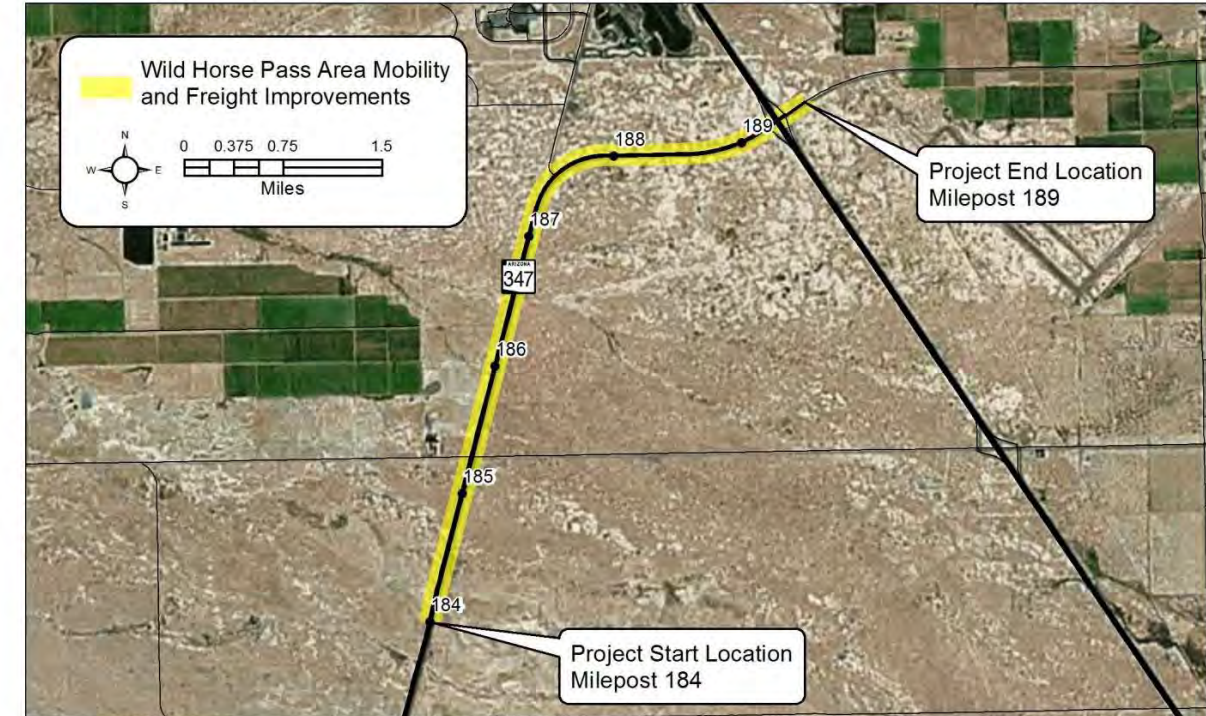 Wild Horse Pass Area Mobility
and Freight Improvements
N
W E
S
0 0.375 0.75 1.5
Miles
188
189
Project End Location
Milepost 189
187
ARIZONA
347
186
185
184
Project Start Location
Milepost 184